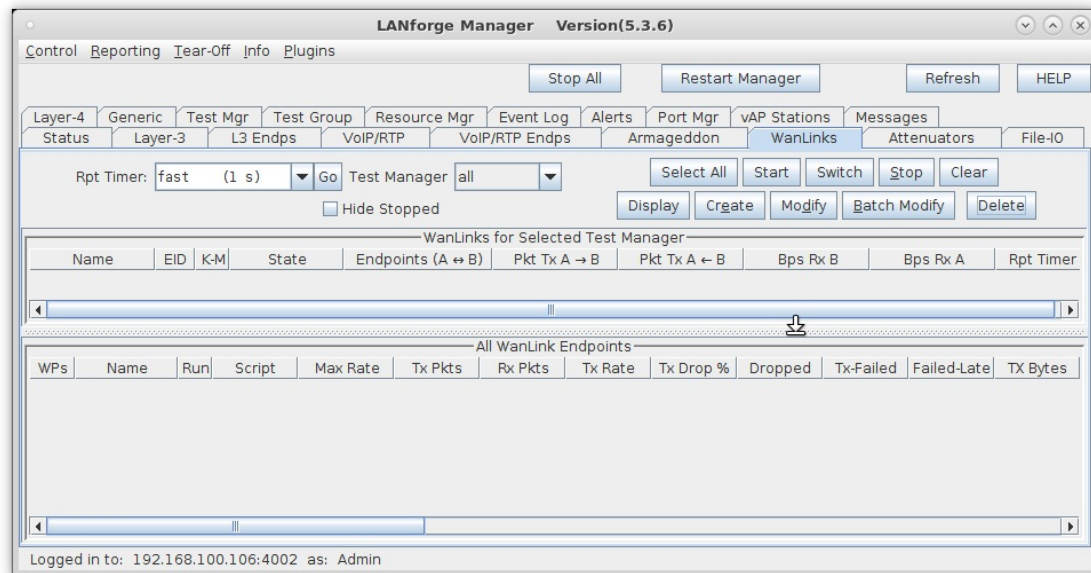 LANforge Manager Version(5.3.6)
Control Reporting Tear-Off Info Plugins
Stop All Restart Manager Refresh HELP
Layer-4 Generic Test Mgr Test Group Resource Mgr Event Log Alerts Port Mgr vAP Stations Messages
Status Layer-3 L3 Endps VoIP/RTP VoIP/RTP Endps Armageddon WanLinks Attenuators File-IO
Rpt Timer: fast (1 s) Go Test Manager all Select All Start Switch Stop Clear
Hide Stopped Display Create Modify Batch Modify Delete
WanLinks for Selected Test Manager
Name EID K-M State Endpoints (A ↔ B) Pkt Tx A → B Pkt Tx A ← B Bps Rx B Bps Rx A Rpt Timer
All WanLink Endpoints
WPs Name Run Script Max Rate Tx Pkts Rx Pkts Tx Rate Tx Drop % Dropped Tx-Failed Failed-Late TX Bytes
Logged in to: 192.168.100.106:4002 as: Admin